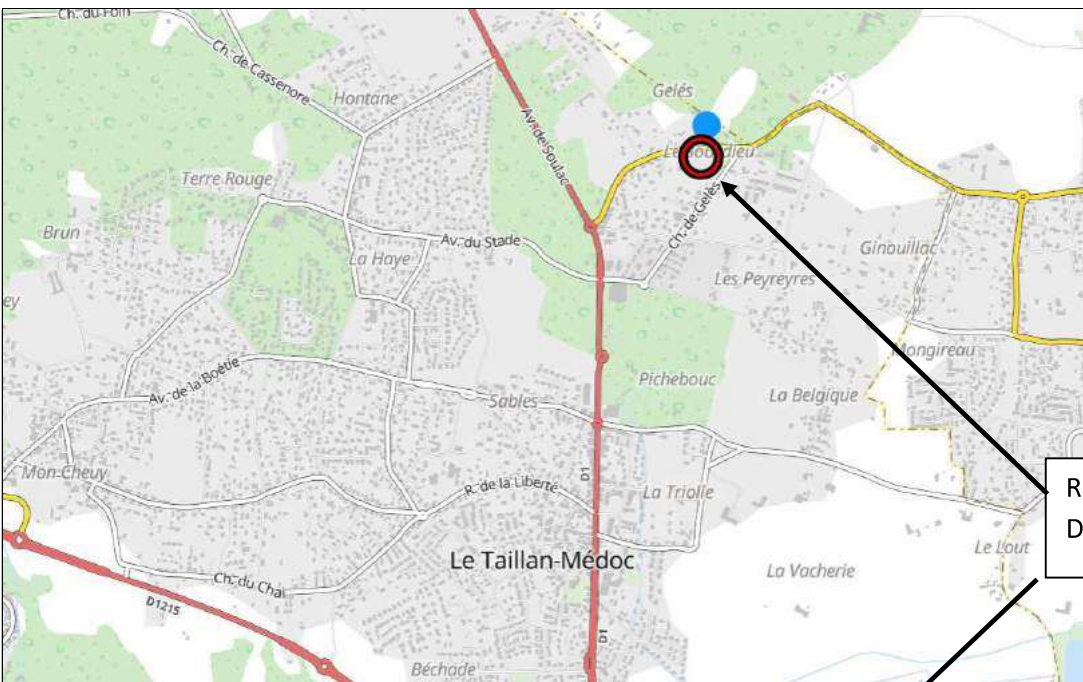 Ch. du Foin
Ch. de Cassenore
Hontane
Gelés
Av. de Soulac
Terre Rouge
Ch. de Gelès
Brun
Av. du Stade
La Haye
Ginouillac
Les Peyreyres
ey
Mongireau
Av. de la Boétie
Pichebouc
La Belgique
Sables
Mon-Cheuy
D1
R. de la Liberté
La Triolle
R
D
Le Lout
Le Taillan-Médoc
La Vacherie
Ch. du Chai
D1215
D1
Béchade